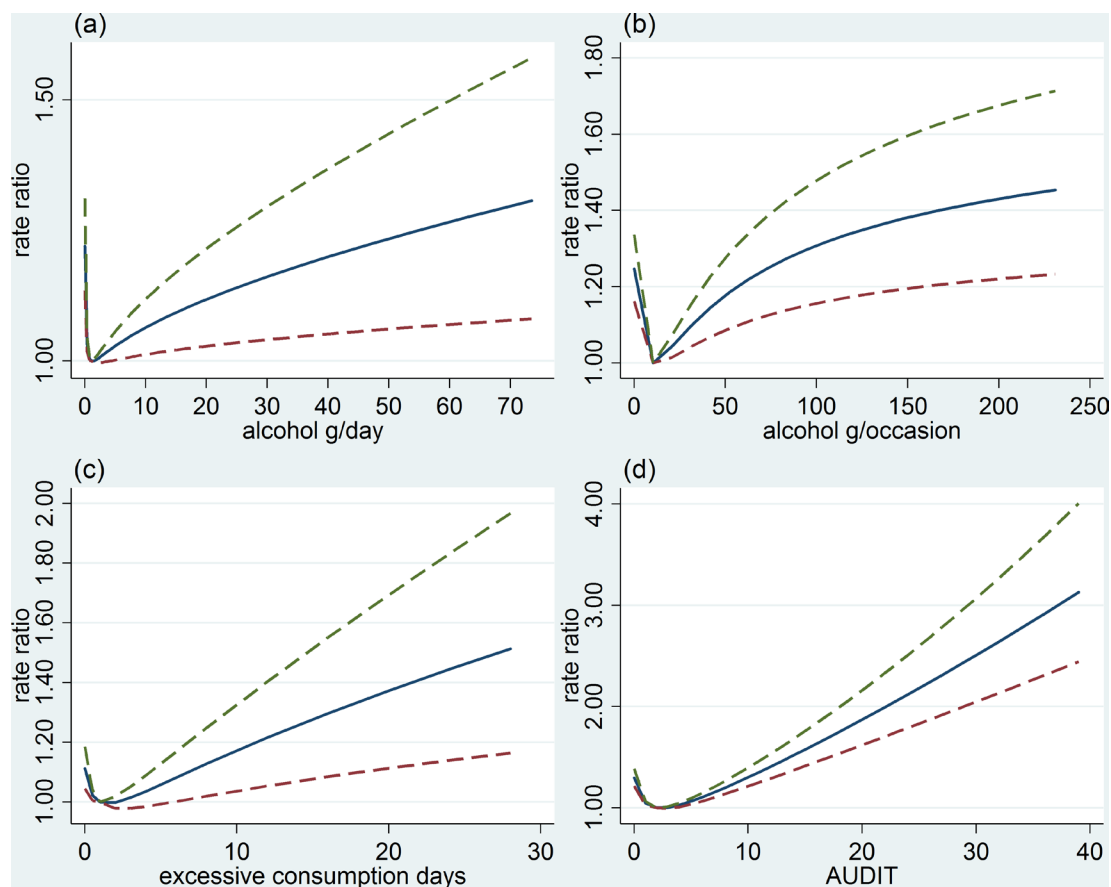 (a)
rate ratio
1.00 1.50
0 10 20 30 40 50 60 70
alcohol g/day
(b)
rate ratio
1.00 1.20 1.40 1.60 1.80
0 50 100 150 200 250
alcohol g/occasion
(c)
rate ratio
1.00 1.20 1.40 1.60 1.80 2.00
0 10 20 30
excessive consumption days
(d)
rate ratio
1.00 2.00 3.00 4.00
0 10 20 30 40
AUDIT